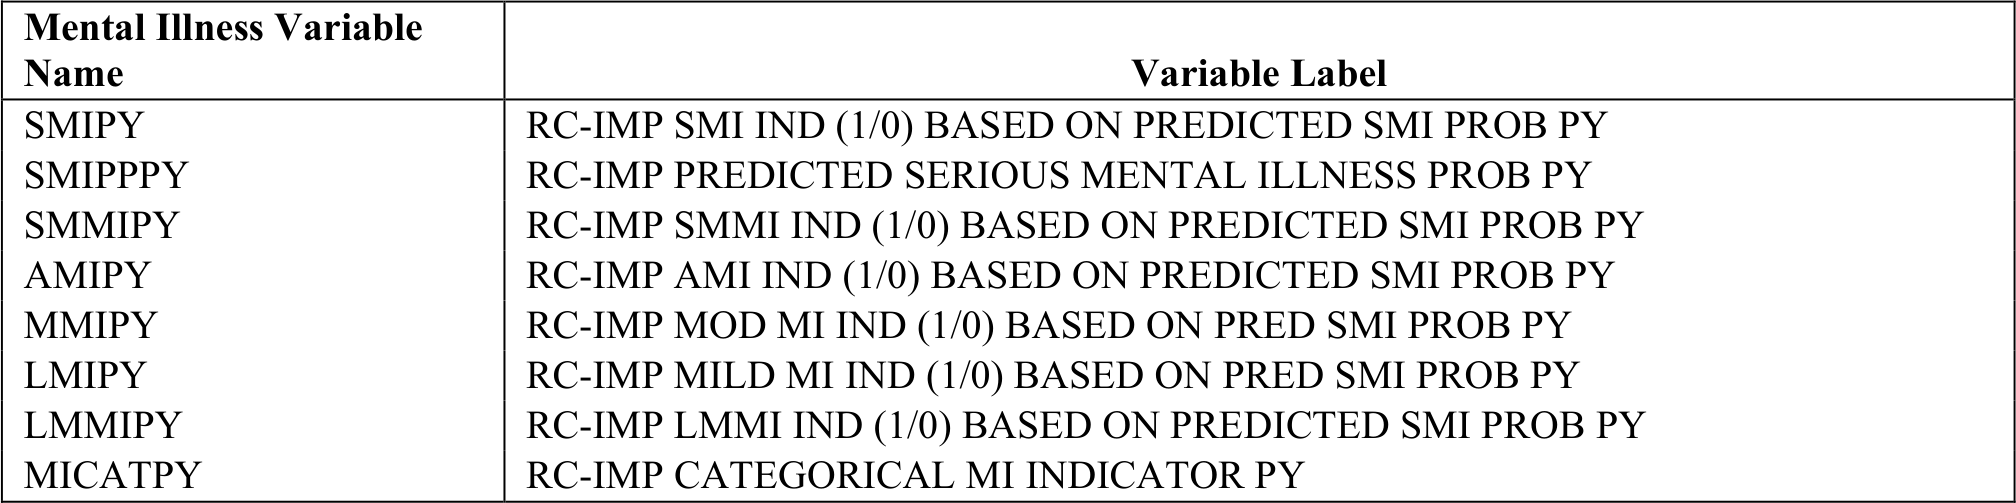 Mental Illness Variable
Name
Variable Label
SMIPY RC-IMP SMI IND (1/0) BASED ON PREDICTED SMI PROB PY
SMIPPPY RC-IMP PREDICTED SERIOUS MENTAL ILLNESS PROB PY
SMMIPY RC-IMP SMMI IND (1/0) BASED ON PREDICTED SMI PROB PY
AMIPY RC-IMP AMI IND (1/0) BASED ON PREDICTED SMI PROB PY
MMIPY RC-IMP MOD MI IND (1/0) BASED ON PRED SMI PROB PY
LMIPY RC-IMP MILD MI IND (1/0) BASED ON PRED SMI PROB PY
LMMIPY RC-IMP LMMI IND (1/0) BASED ON PREDICTED SMI PROB PY
MICATPY RC-IMP CATEGORICAL MI INDICATOR PY